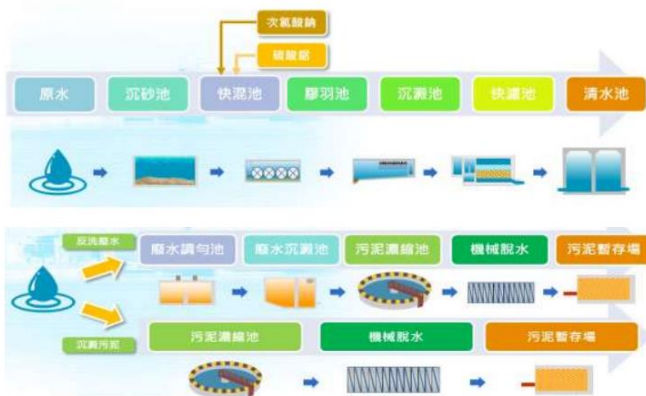 次氯酸鈉
硫酸鋁
原水 沉砂池 快混池 膠羽池 沉澱池 快濾池 清水池
反洗廢水
廢水調勻池 廢水沉澱池 污泥濃縮池 機械脫水 污泥暫存場
沉澱污泥
污泥濃縮池 機械脫水 污泥暫存場